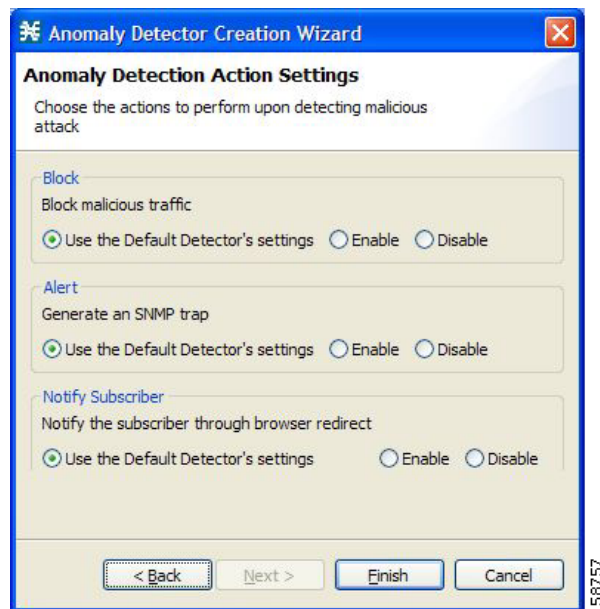 Anomaly Detector Creation Wizard
Anomaly Detection Action Settings
Choose the actions to perform upon detecting malicious
attack
Block
Block malicious traffic
Use the Default Detector's settings Enable Disable
Alert
Generate an SNMP trap
Use the Default Detector's settings Enable Disable
Notify Subscriber
Notify the subscriber through browser redirect
Use the Default Detector's settings Enable Disable
< Back Next > Finish Cancel
58757